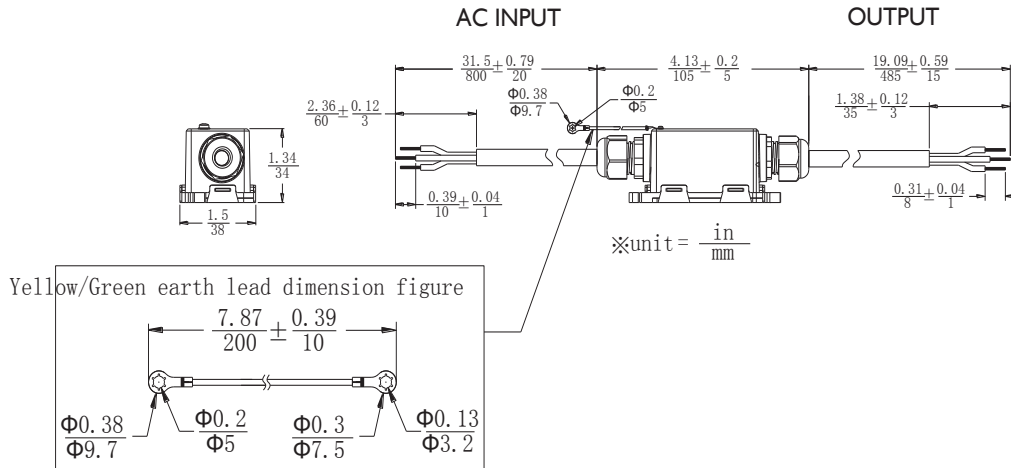 AC INPUT
OUTPUT
31.5/800 ± 0.79/20
4.13/105 ± 0.2/5
19.09/485 ± 0.59/15
Φ0.38/Φ9.7
Φ0.2/Φ5
2.36/60 ± 0.12/3
1.38/35 ± 0.12/3
1.34/34
0.39/10 ± 0.04/1
0.31/8 ± 0.04/1
1.5/38
※unit = in/mm
Yellow/Green earth lead dimension figure
7.87/200 ± 0.39/10
Φ0.38/Φ9.7
Φ0.2/Φ5
Φ0.3/Φ7.5
Φ0.13/Φ3.2